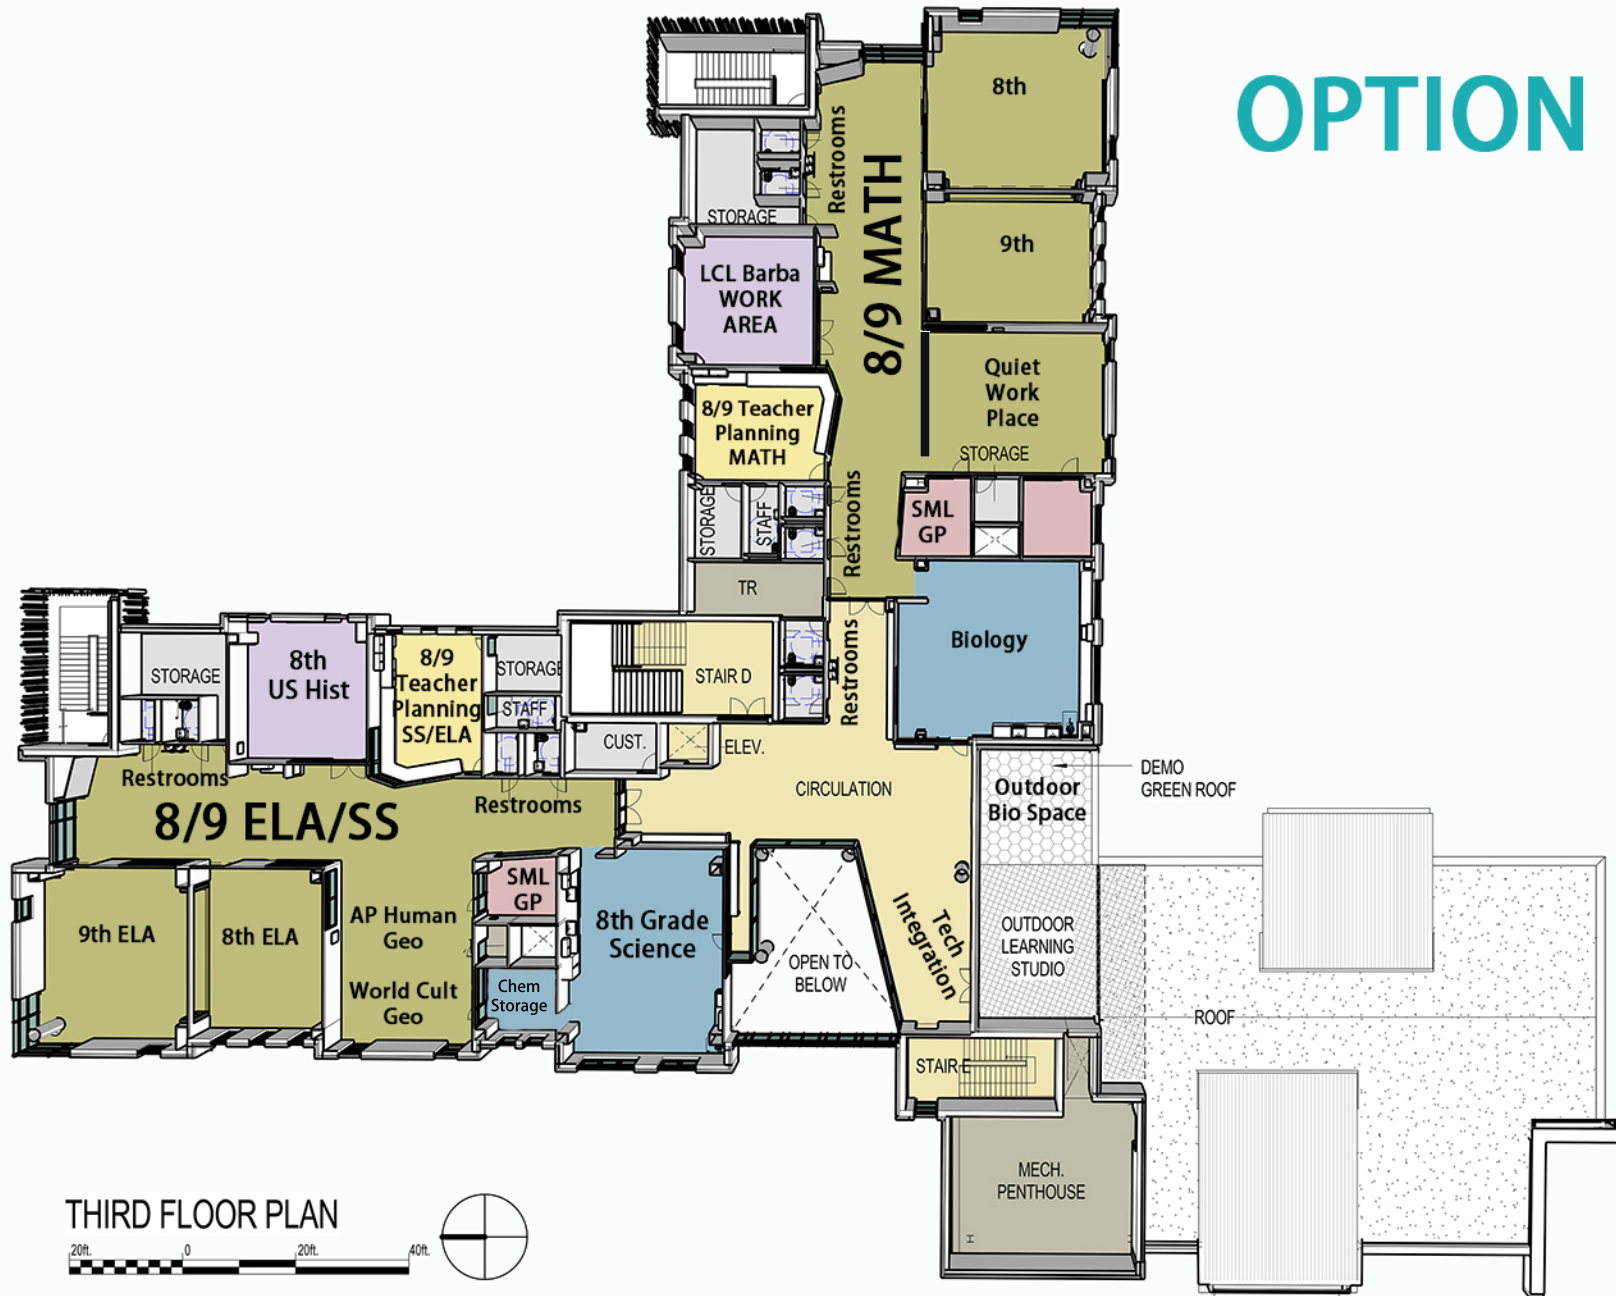 OPTION
8th
Restrooms
8/9 MATH
STORAGE
9th
LCL Barba
WORK
AREA
Quiet
Work
Place
STORAGE
8/9 Teacher
Planning
MATH
STORAGE
STAFF
Restrooms
SML
GP
TR
Biology
Restrooms
STAIR D
STORAGE
8th
US Hist
8/9
Teacher
Planning
SS/ELA
STORAGE
STAFF
CUST.
ELEV.
Restrooms
8/9 ELA/SS
Restrooms
CIRCULATION
Outdoor
Bio Space
DEMO
GREEN ROOF
9th ELA
8th ELA
AP Human
Geo
World Cult
Geo
SML
GP
Chem
Storage
8th Grade
Science
OPEN TO
BELOW
Tech
Integration
OUTDOOR
LEARNING
STUDIO
ROOF
STAIR E
MECH.
PENTHOUSE
THIRD FLOOR PLAN
20ft. 0 20ft. 40ft.